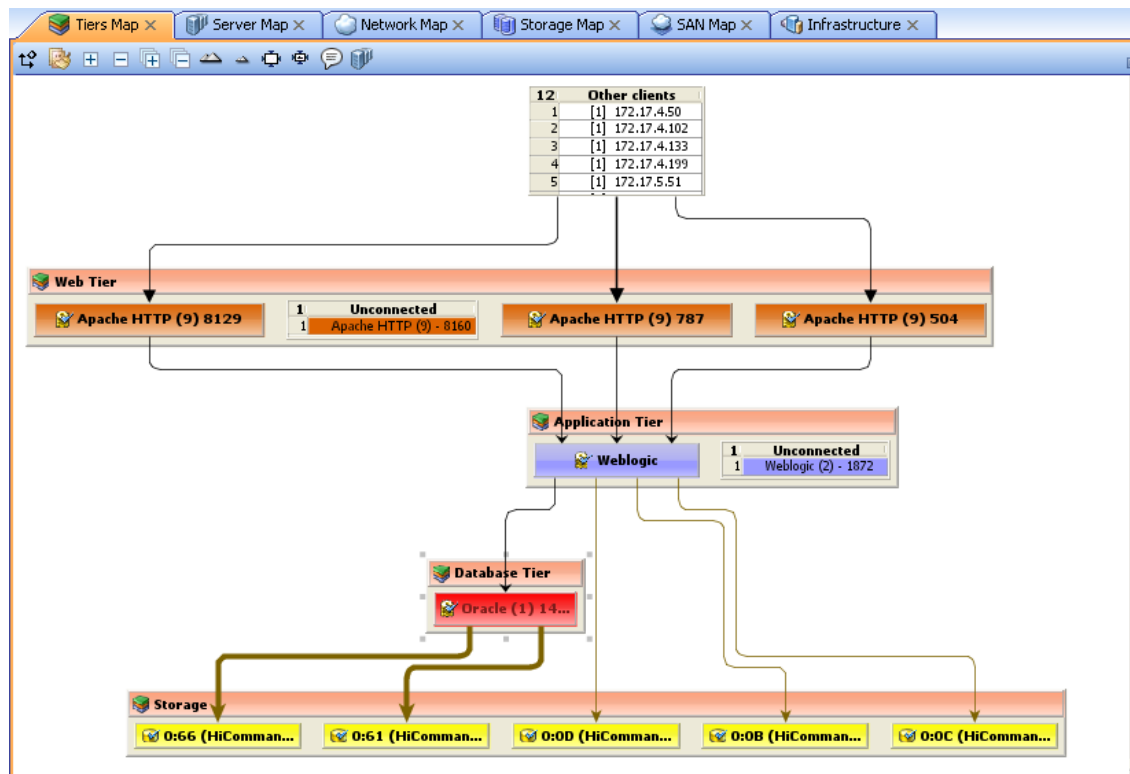 Tiers Map
Server Map
Network Map
Storage Map
SAN Map
Infrastructure
12 Other clients
1 [1] 172.17.4.50
2 [1] 172.17.4.102
3 [1] 172.17.4.133
4 [1] 172.17.4.199
5 [1] 172.17.5.51
Web Tier
Apache HTTP (9) 8129
1 Unconnected
1 Apache HTTP (9) - 8160
Apache HTTP (9) 787
Apache HTTP (9) 504
Application Tier
Weblogic
1 Unconnected
1 Weblogic (2) - 1872
Database Tier
Oracle (1) 14...
Storage
0:66 (HiComman...
0:61 (HiComman...
0:0D (HiComman...
0:0B (HiComman...
0:0C (HiComman...